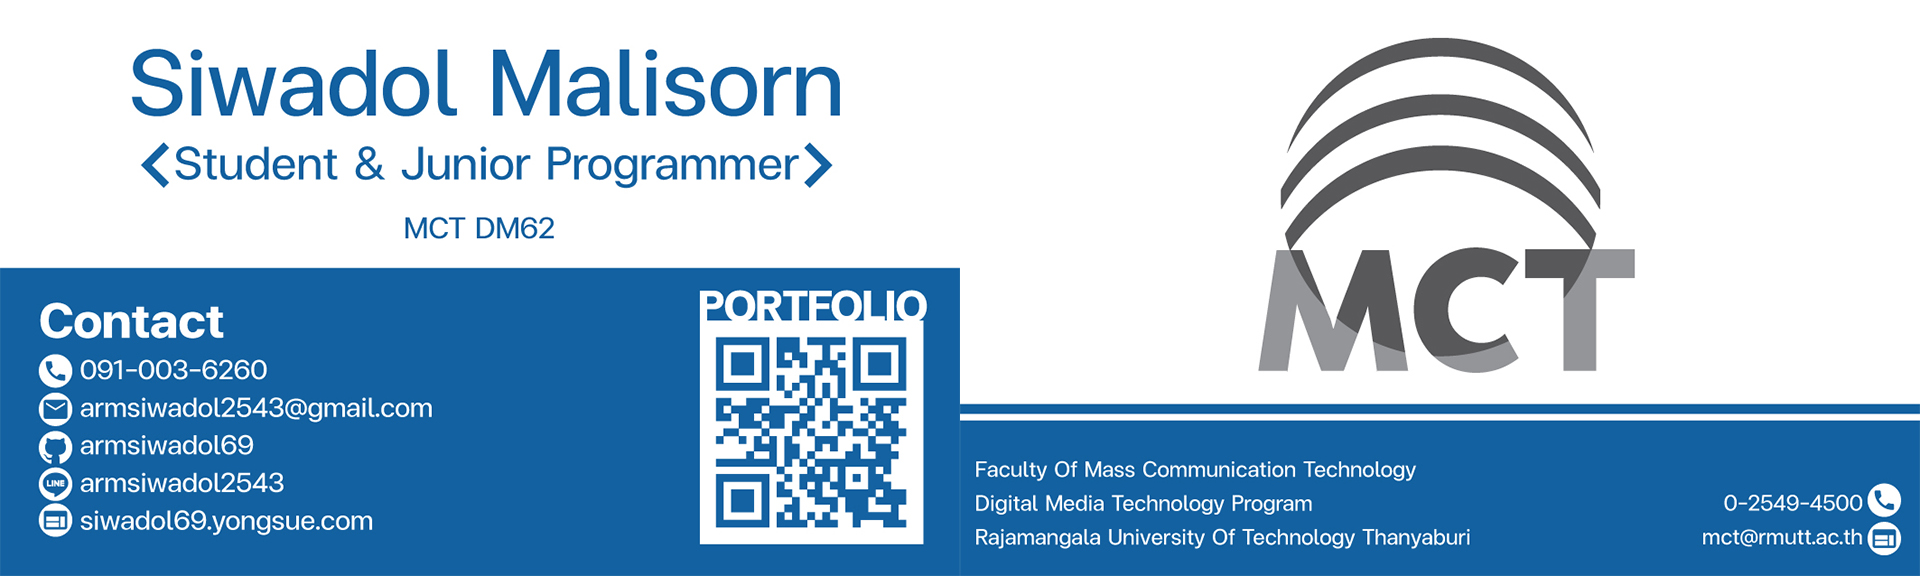 Siwadol Malisorn
<Student & Junior Programmer>
MCT DM62
Contact
091-003-6260
armsiwadol2543@gmail.com
armsiwadol69
LINE
armsiwadol2543
siwadol69.yongsue.com
PORTFOLIO
MCT
Faculty Of Mass Communication Technology
Digital Media Technology Program
Rajamangala University Of Technology Thanyaburi
0-2549-4500
mct@rmutt.ac.th